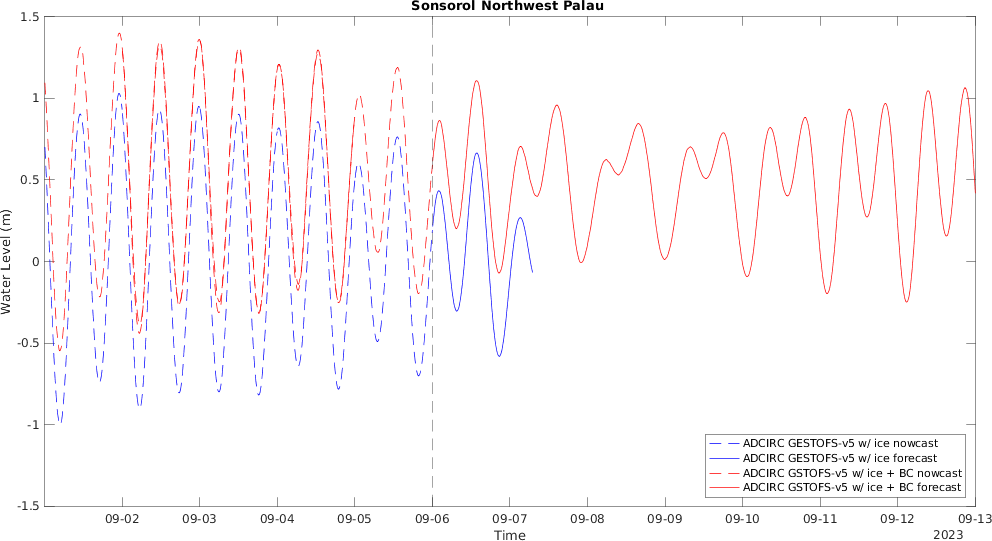 Sonsorol Northwest Palau
Water Level (m)
1.5
1
0.5
0
-0.5
-1
-1.5
09-02
09-03
09-04
09-05
09-06
09-07
09-08
09-09
09-10
09-11
09-12
09-13
Time
2023
ADCIRC GESTOFS-v5 w/ ice nowcast
ADCIRC GESTOFS-v5 w/ ice forecast
ADCIRC GSTOFS-v5 w/ ice + BC nowcast
ADCIRC GSTOFS-v5 w/ ice + BC forecast